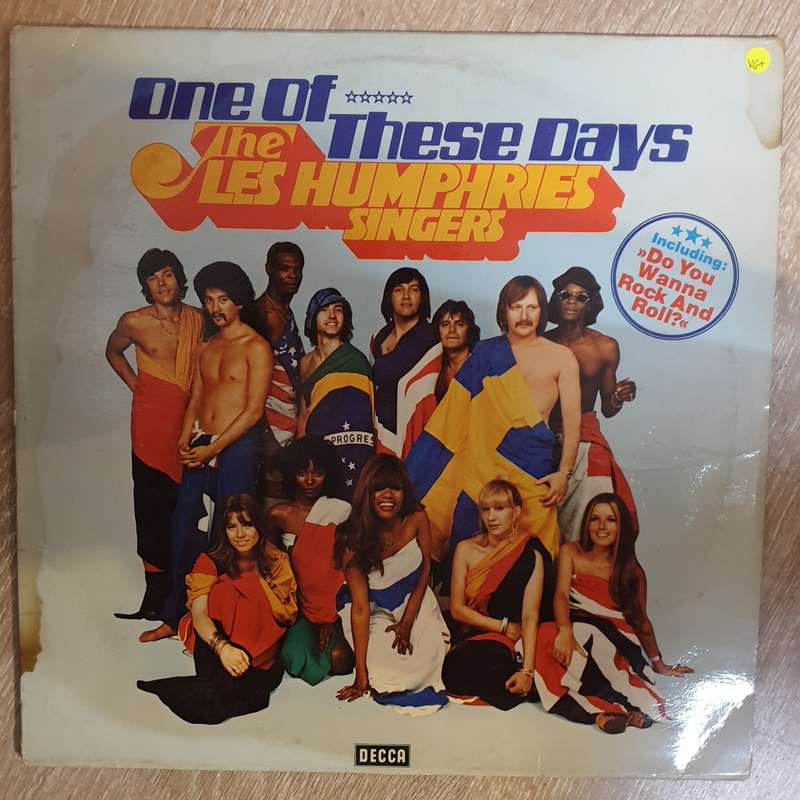 VG+
One Of ☆☆☆☆☆
These Days
The
LES HUMPHRIES
SINGERS
Including:
»Do You
Wanna
Rock And
Roll?«
PROGRES
DECCA